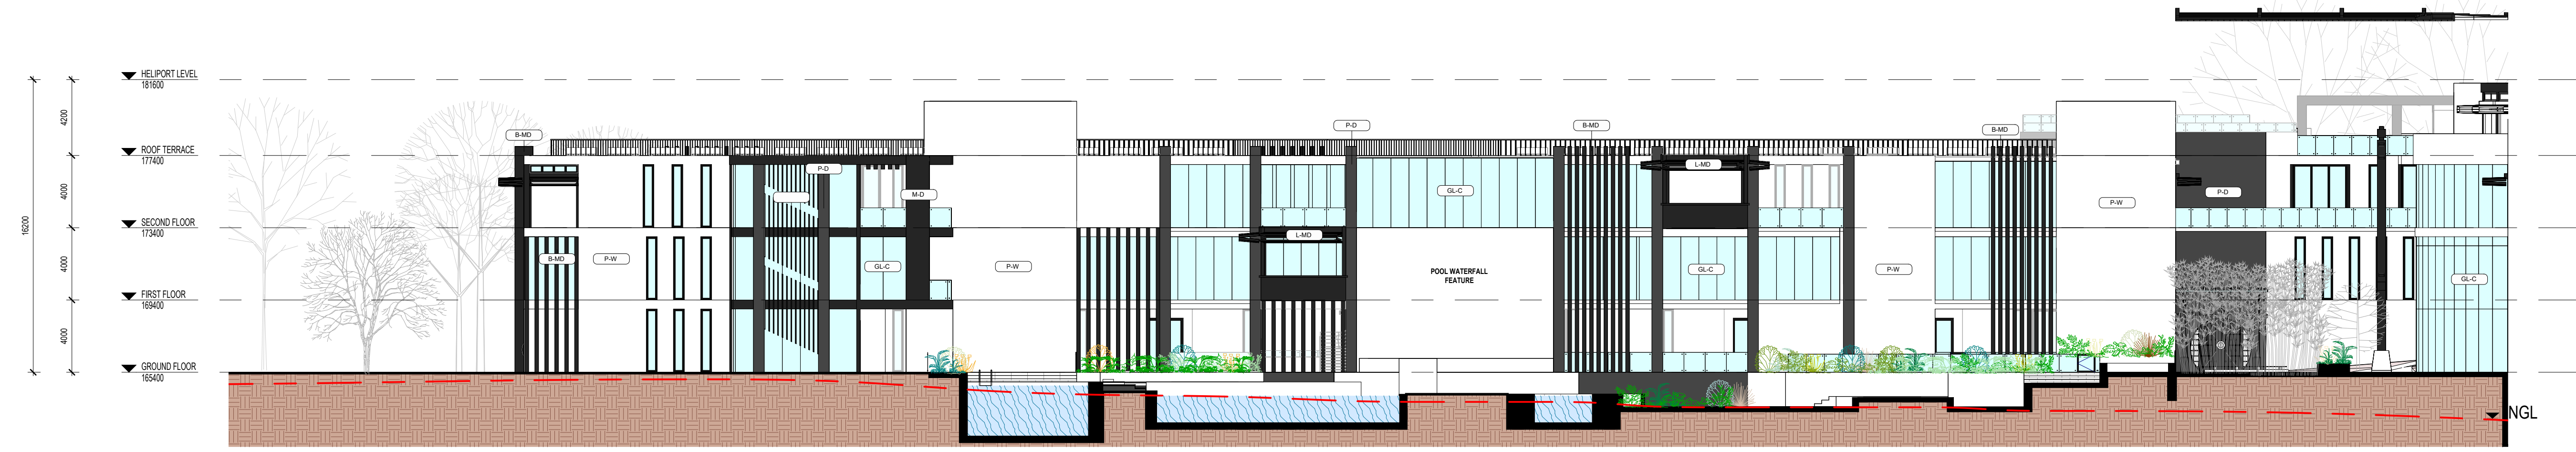 HELIPORT LEVEL
181600
4200
ROOF TERRACE
177400
4000
16200
SECOND FLOOR
173400
4000
FIRST FLOOR
169400
4000
GROUND FLOOR
165400
B-MD
B-MD
P-W
P-D
M-D
GL-C
P-W
L-MD
P-D
GL-C
POOL WATERFALL
FEATURE
B-MD
L-MD
GL-C
P-W
B-MD
P-W
P-D
GL-C
NGL